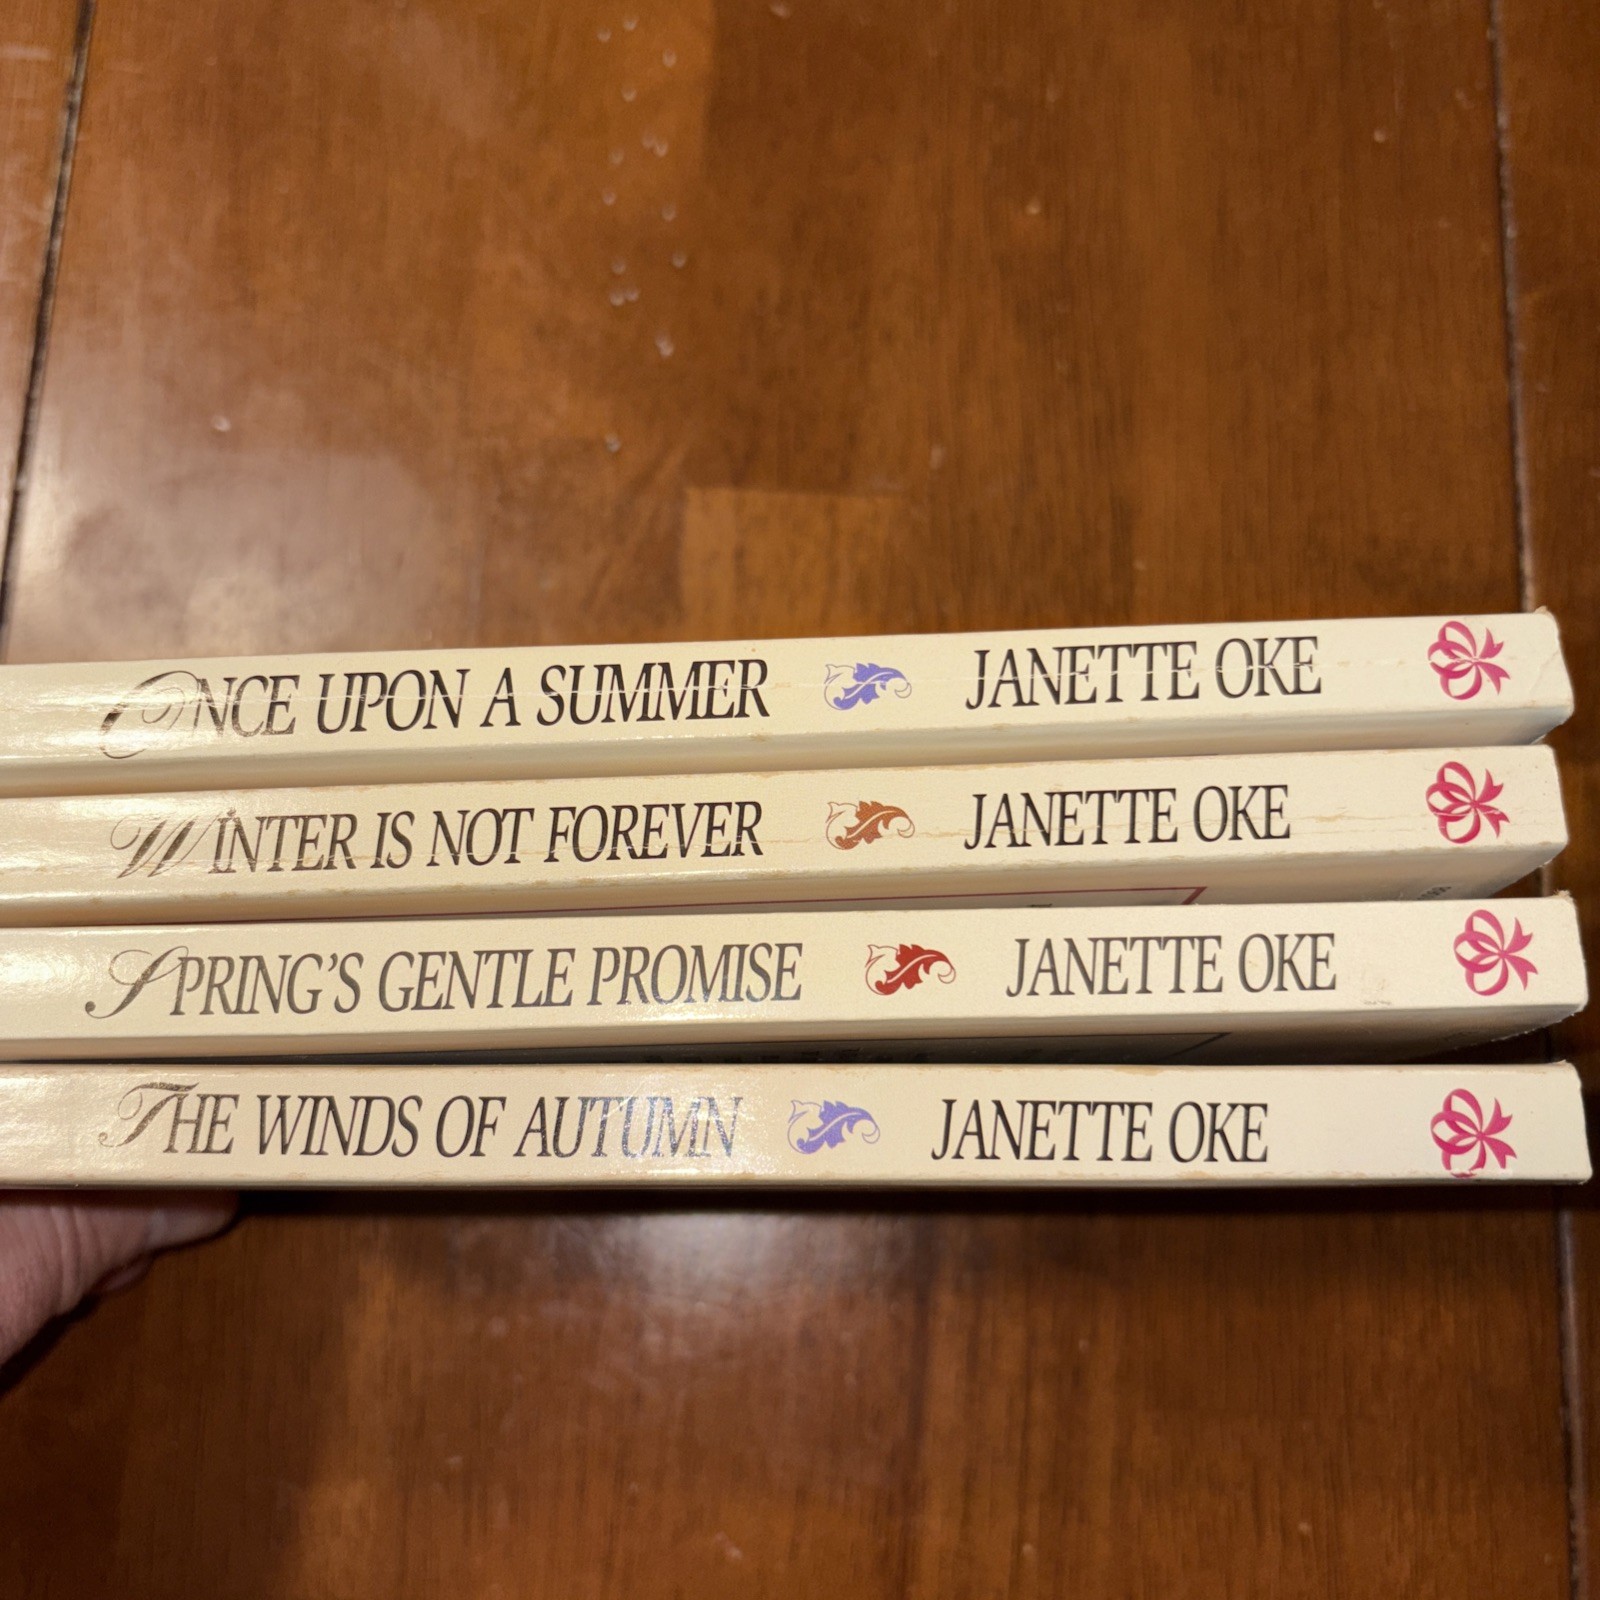 ONCE UPON A SUMMER JANETTE OKE
WINTER IS NOT FOREVER JANETTE OKE
SPRING'S GENTLE PROMISE JANETTE OKE
THE WINDS OF AUTUMN JANETTE OKE